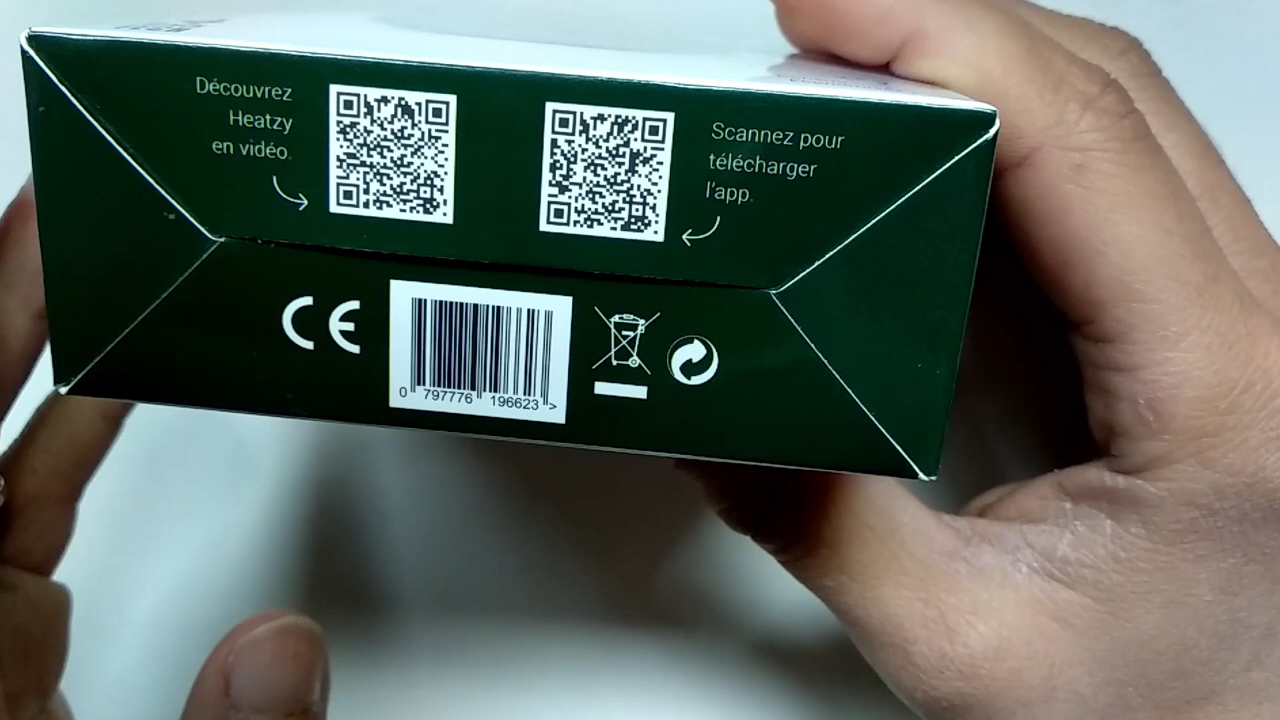 Découvrez
Heatzy
en vidéo.
Scannez pour
télécharger
l'app.
CE
0 797776 196623 >